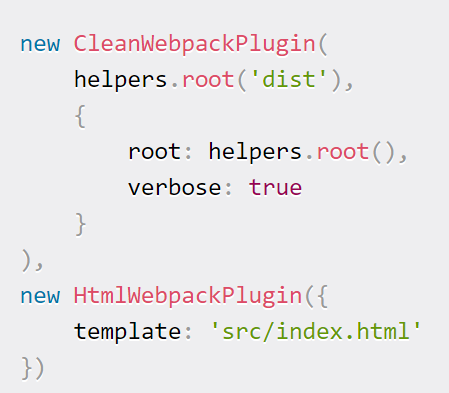 new CleanWebpackPlugin(
    helpers.root('dist'),
    {
        root: helpers.root(),
        verbose: true
    }
),
new HtmlWebpackPlugin({
    template: 'src/index.html'
})